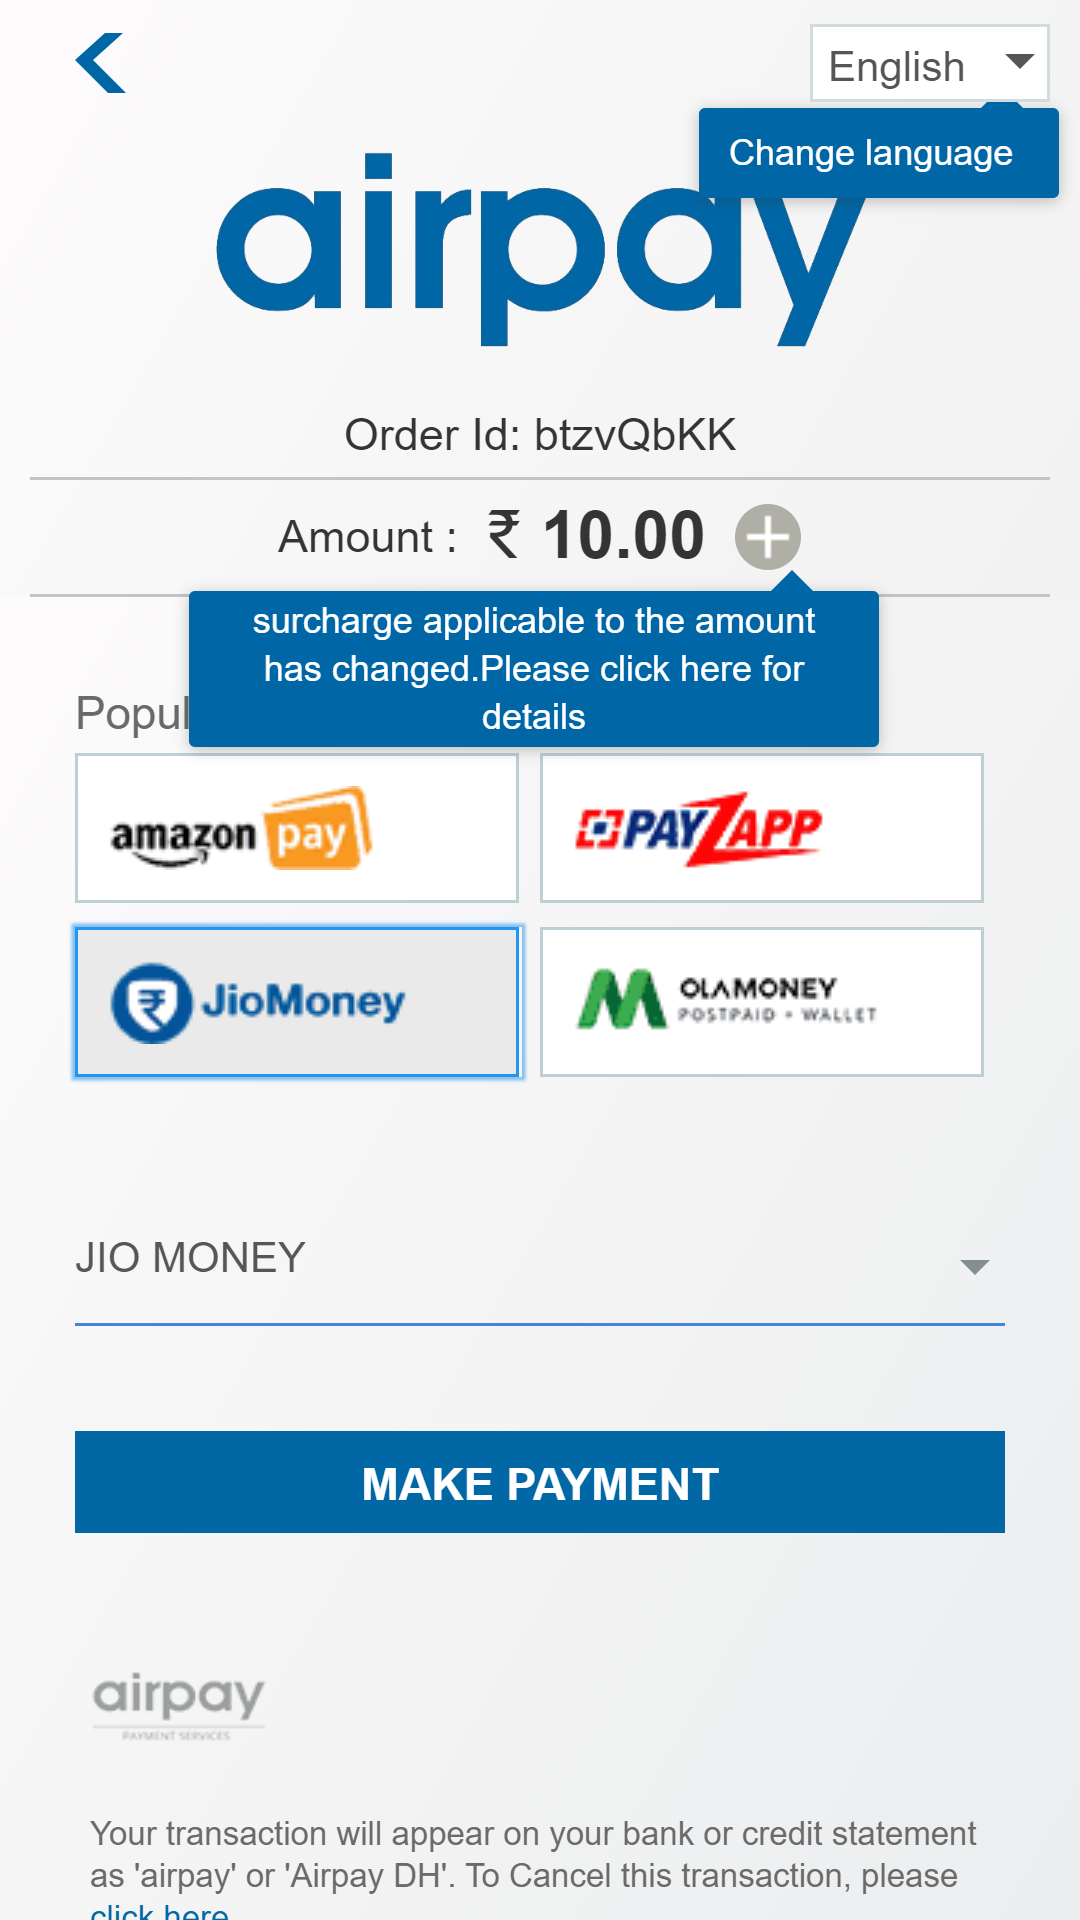 English
Change language
airpay
Order Id: btzvQbKK
Amount : ₹ 10.00
surcharge applicable to the amount
has changed.Please click here for
details
Popul
amazon pay
PAYZAPP
JioMoney
OLAMONEY
POSTPAID + WALLET
JIO MONEY
MAKE PAYMENT
airpay
PAYMENT SERVICES
Your transaction will appear on your bank or credit statement
as 'airpay' or 'Airpay DH'. To Cancel this transaction, please
click here